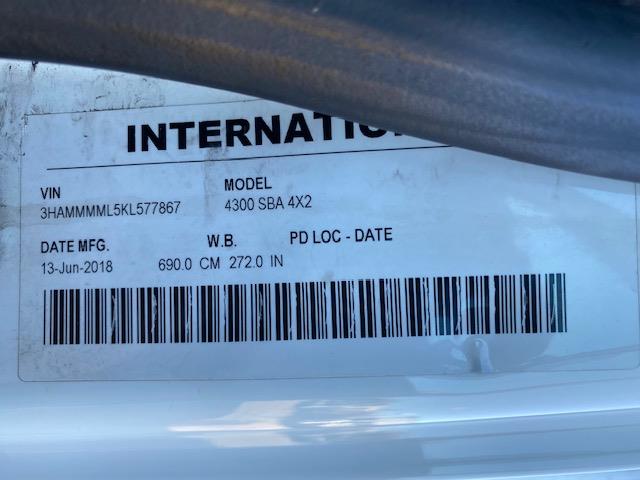 INTERNATIO
VIN MODEL
3HAMMMML5KL577867 4300 SBA 4X2
DATE MFG. W.B. PD LOC - DATE
13-Jun-2018 690.0 CM 272.0 IN